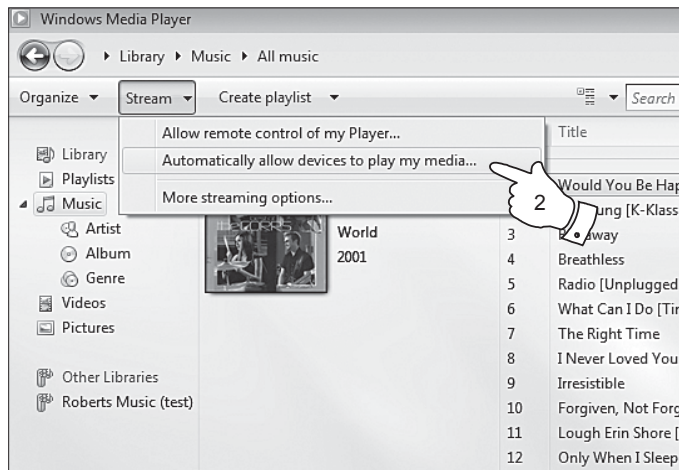 Windows Media Player
Library Music All music
Organize Stream Create playlist Search
Allow remote control of my Player...
Automatically allow devices to play my media...
More streaming options...
2
Library
Playlists
Music
Artist
Album
Genre
Videos
Pictures
Other Libraries
Roberts Music (test)
the CORRS
World
2001
Title
Would You Be Hap
ung [K-Klass
3 away
4 Breathless
5 Radio [Unplugged
6 What Can I Do [Tin
7 The Right Time
8 I Never Loved You
9 Irresistible
10 Forgiven, Not Forg
11 Lough Erin Shore [
12 Only When I Sleep